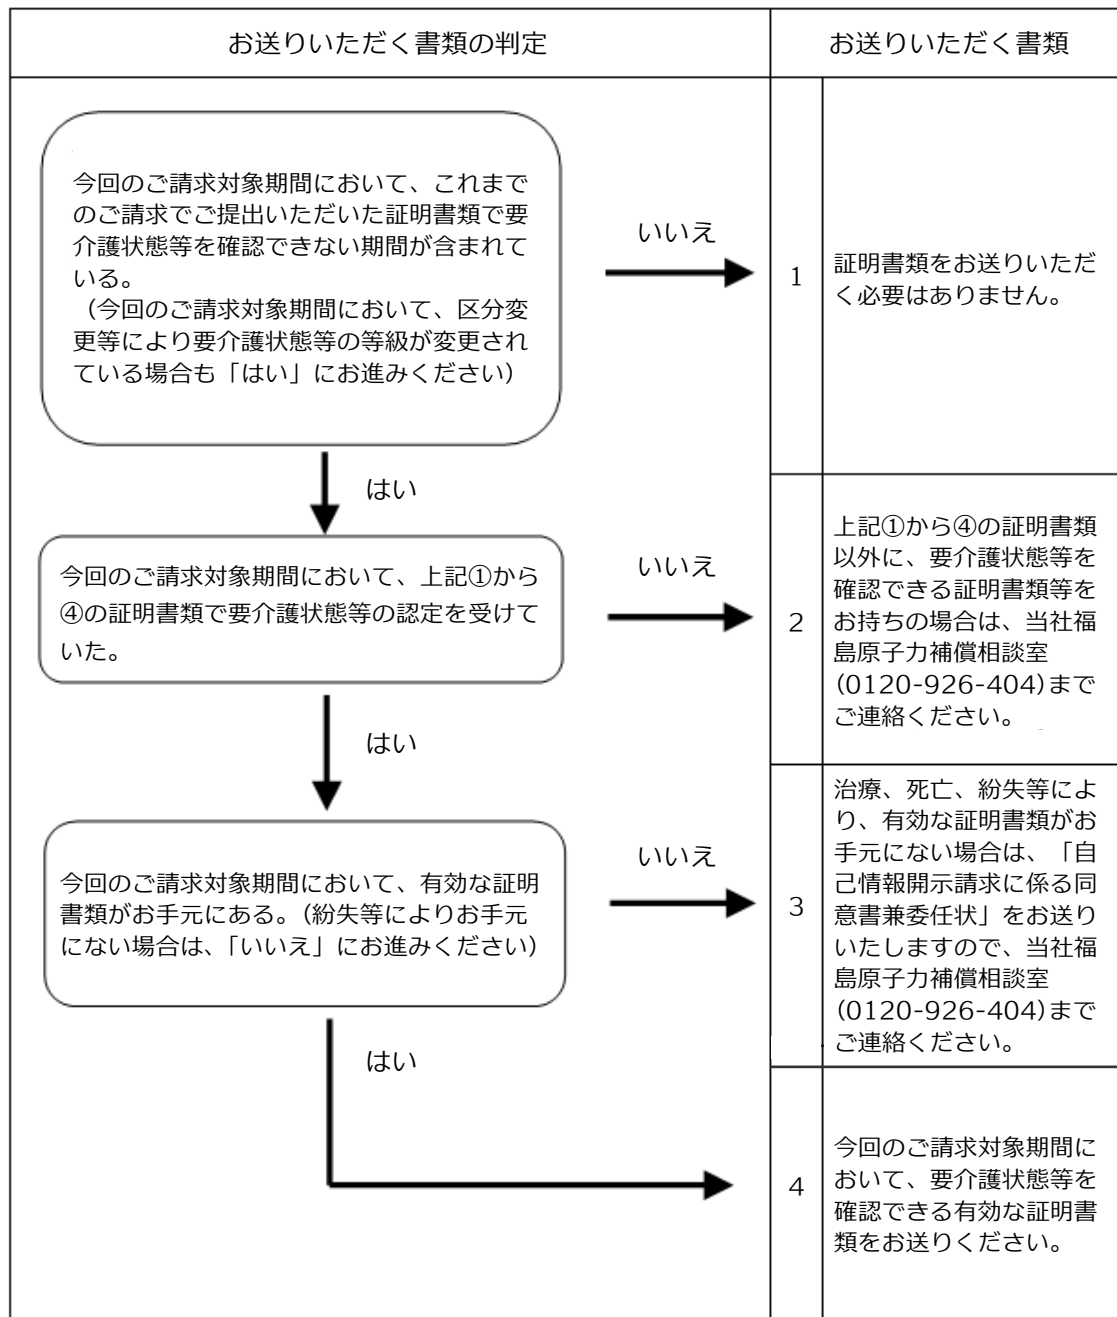 お送りいただく書類の判定
お送りいただく書類
今回のご請求対象期間において、これまで
のご請求でご提出いただいた証明書類で要
介護状態等を確認できない期間が含まれて
いる。
（今回のご請求対象期間において、区分変
更等により要介護状態等の等級が変更され
ている場合も「はい」にお進みください）
いいえ
1
証明書類をお送りいただ
く必要はありません。
はい
今回のご請求対象期間において、上記①から
④の証明書類で要介護状態等の認定を受けて
いた。
いいえ
2
上記①から④の証明書類
以外に、要介護状態等を
確認できる証明書類等を
お持ちの場合は、当社福
島原子力補償相談室
(0120-926-404)まで
ご連絡ください。
はい
今回のご請求対象期間において、有効な証明
書類がお手元にある。（紛失等によりお手元
にない場合は、「いいえ」にお進みください）
いいえ
3
治療、死亡、紛失等によ
り、有効な証明書類がお
手元にない場合は、「自
己情報開示請求に係る同
意書兼委任状」をお送り
いたしますので、当社福
島原子力補償相談室
(0120-926-404)まで
ご連絡ください。
はい
4
今回のご請求対象期間に
おいて、要介護状態等を
確認できる有効な証明書
類をお送りください。